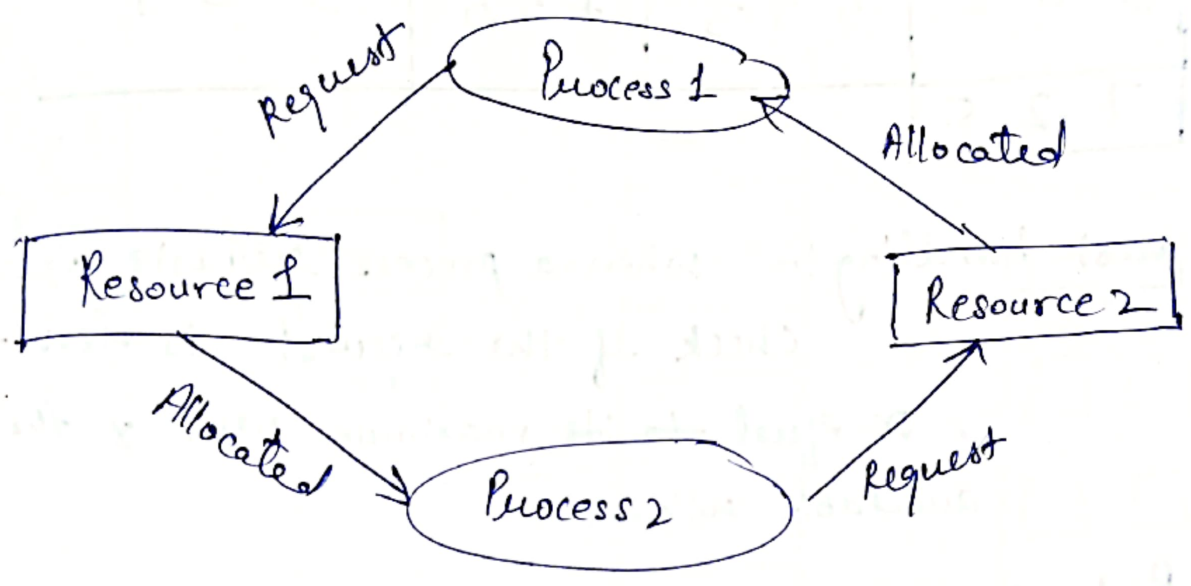 Request
Process 1
Allocated
Resource 1
Resource 2
Allocated
Process 2
Request